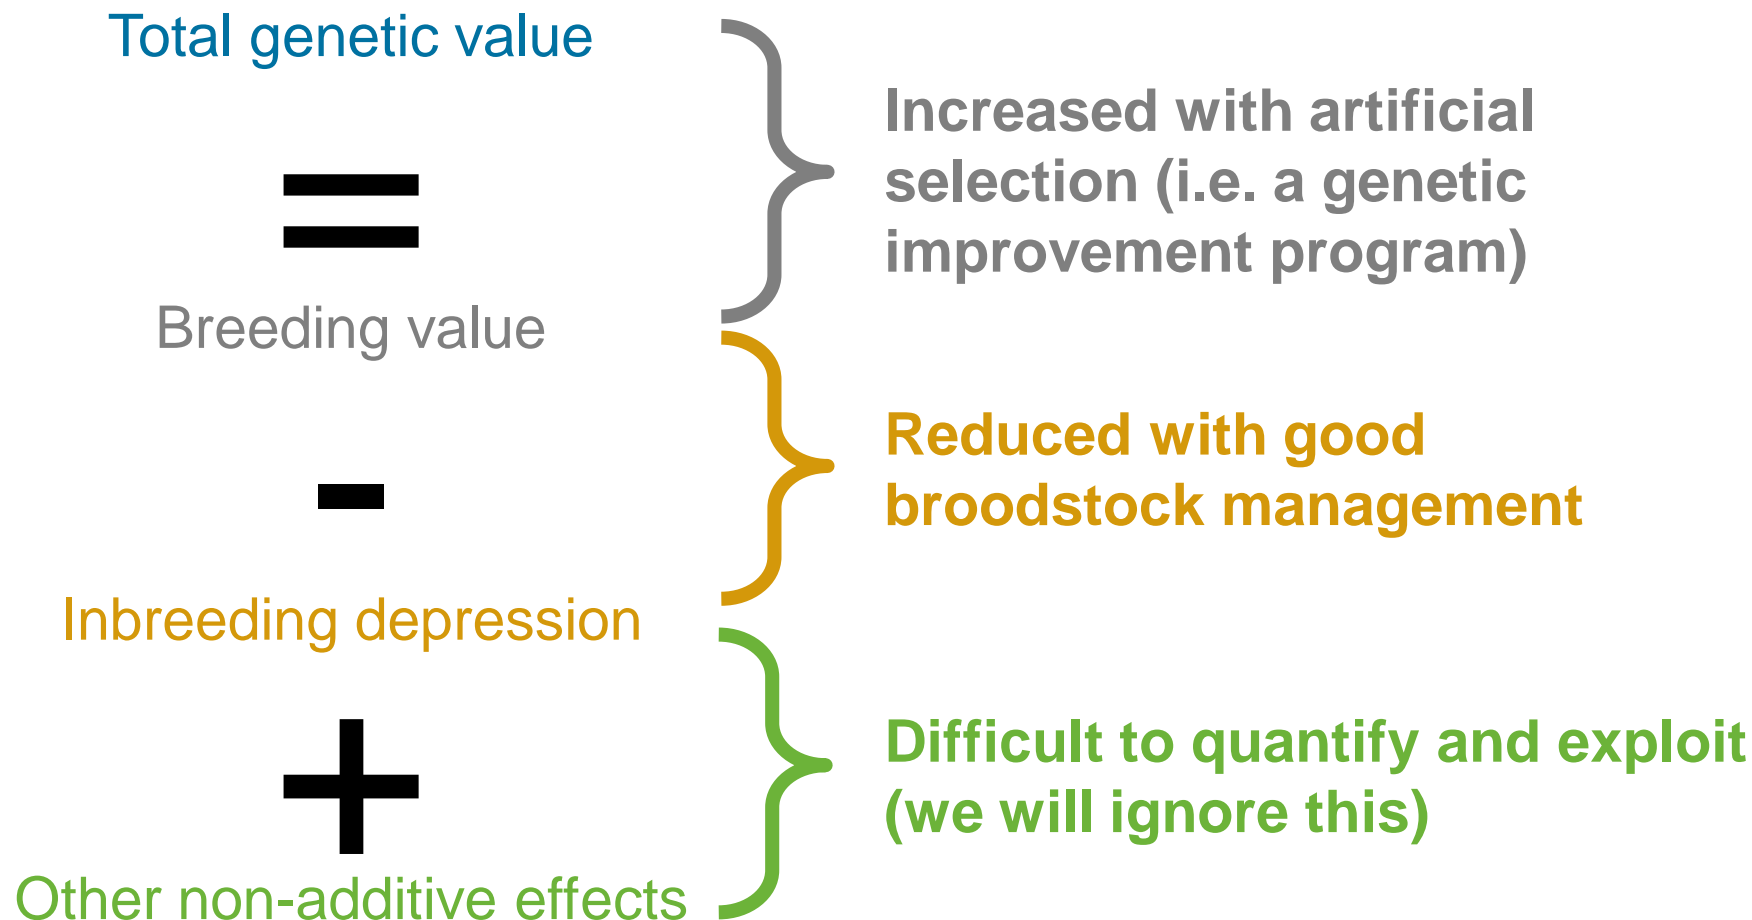 Total genetic value
=
Breeding value
-
Inbreeding depression
+
Other non-additive effects
Increased with artificial
selection (i.e. a genetic
improvement program)
Reduced with good
broodstock management
Difficult to quantify and exploit
(we will ignore this)